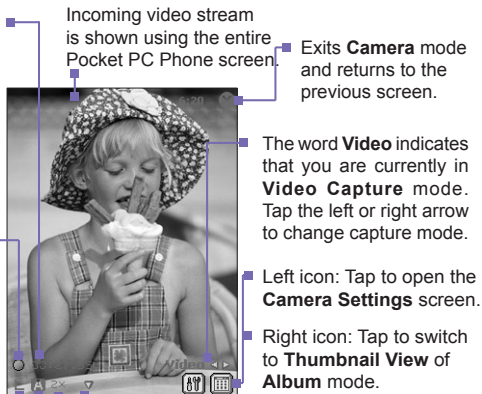 Incoming video stream
is shown using the entire
Pocket PC Phone screen.
Exits Camera mode
and returns to the
previous screen.
6:20
The word Video indicates
that you are currently in
Video Capture mode.
Tap the left or right arrow
to change capture mode.
Left icon: Tap to open the
Camera Settings screen.
Right icon: Tap to switch
to Thumbnail View of
Album mode.
Video
A 2X